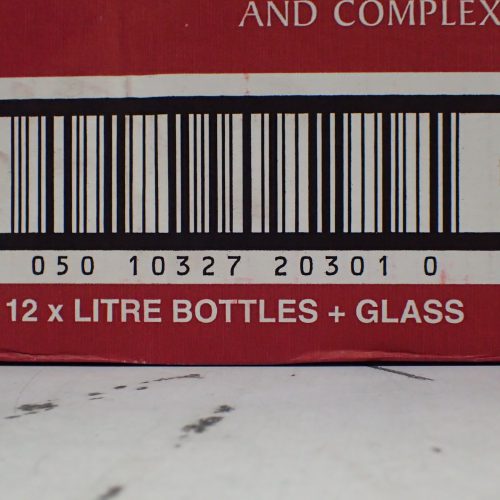 AND COMPLEX
050 10327 20301 0
12 x LITRE BOTTLES + GLASS